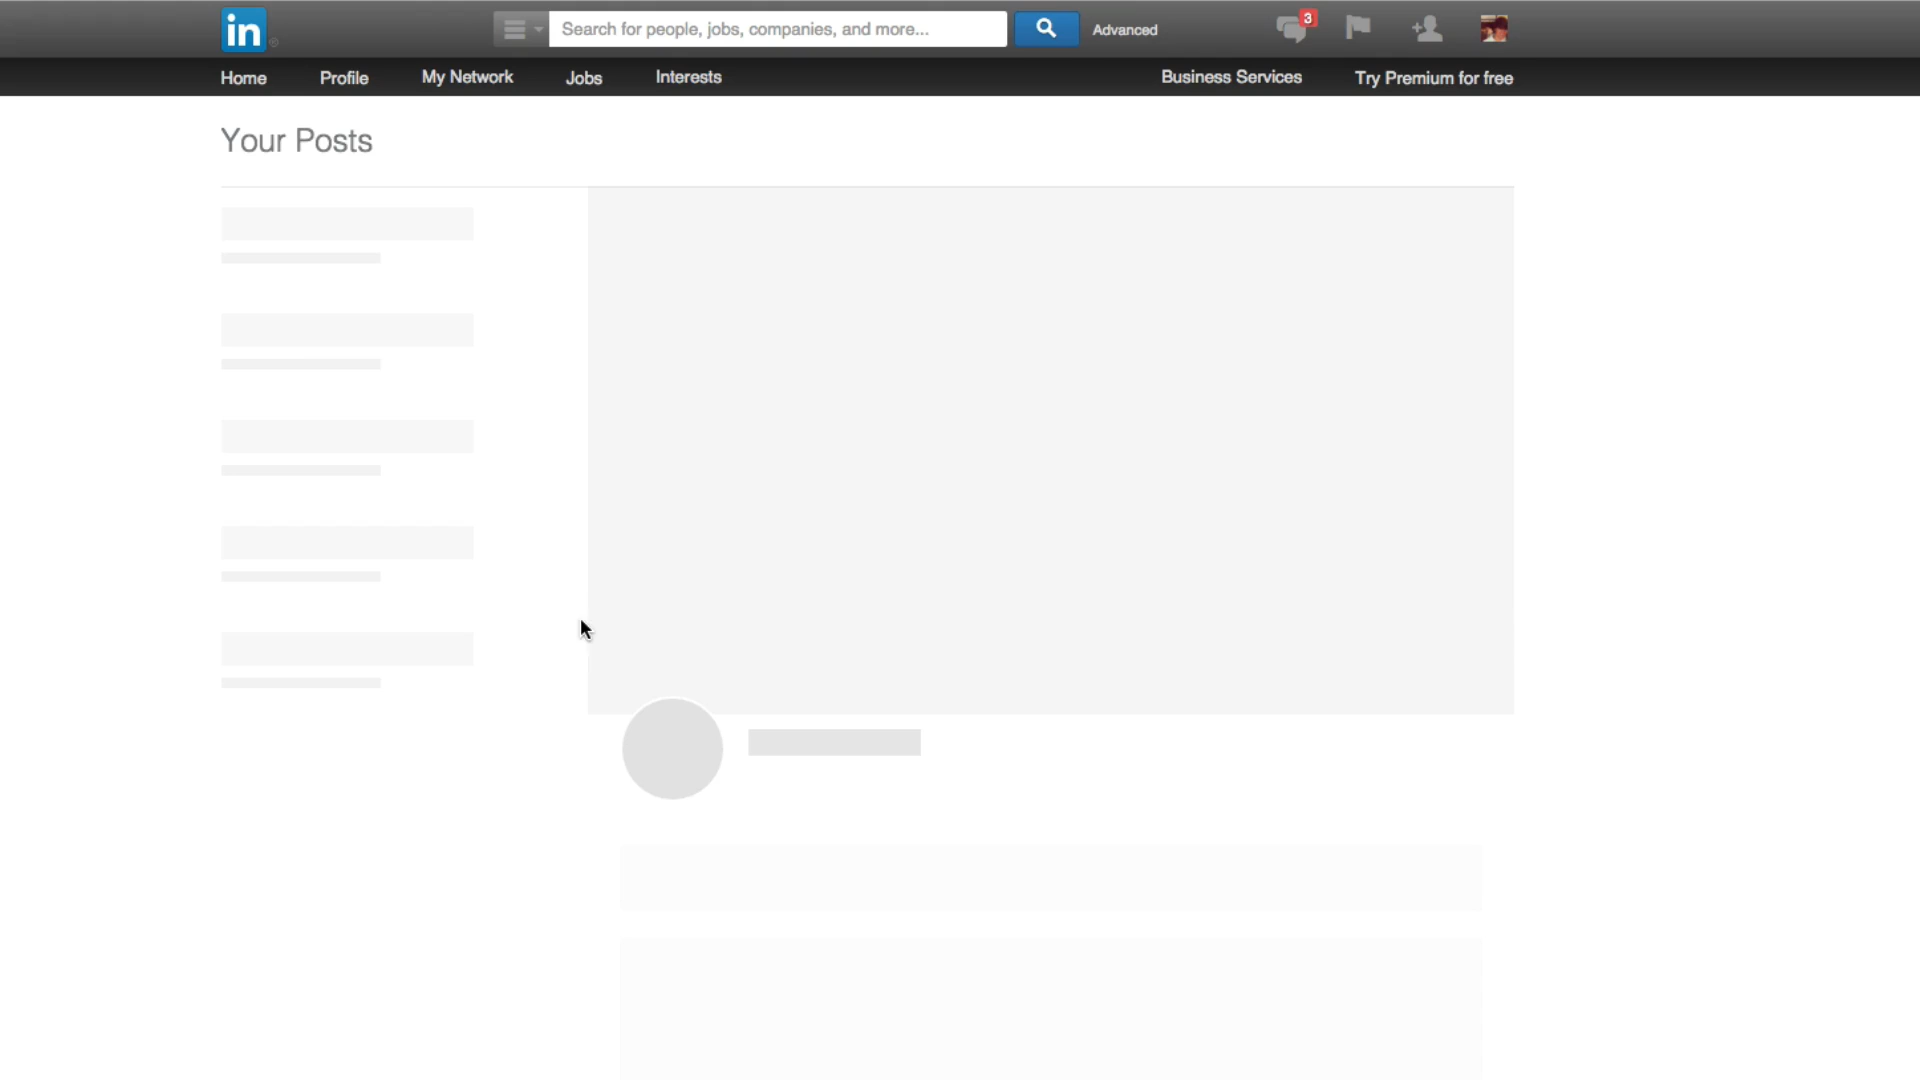 in
Search for people, jobs, companies, and more...
Advanced
3
Home
Profile
My Network
Jobs
Interests
Business Services
Try Premium for free
Your Posts